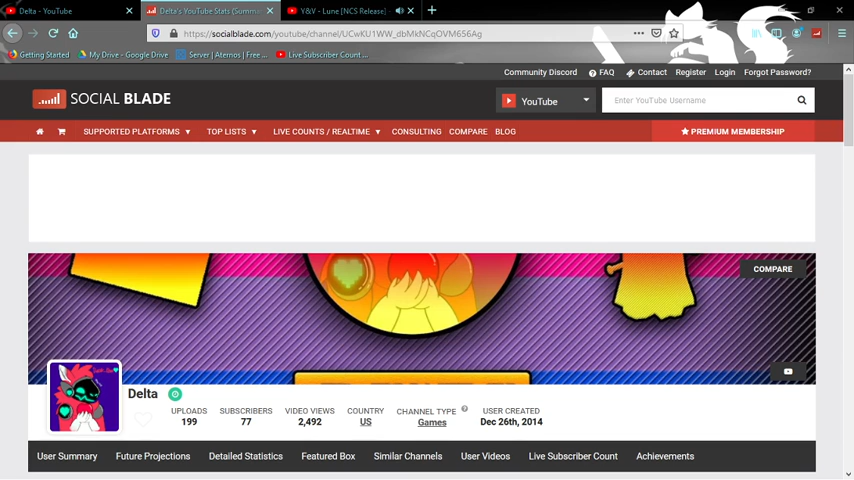 Delta - YouTube
Delta's YouTube Stats (Summa
Y&V - Lune [NCS Release]
https://socialblade.com/youtube/channel/UCwKU1WW_dbMkNCqOVM656Ag
Getting Started
My Drive - Google Drive
Server | Aternos | Free ...
Live Subscriber Count ...
Community Discord
FAQ
Contact
Register
Login
Forgot Password?
SOCIAL BLADE
YouTube
Enter YouTube Username
SUPPORTED PLATFORMS
TOP LISTS
LIVE COUNTS / REALTIME
CONSULTING
COMPARE
BLOG
PREMIUM MEMBERSHIP
COMPARE
Delta
UPLOADS
199
SUBSCRIBERS
77
VIDEO VIEWS
2,492
COUNTRY
US
CHANNEL TYPE
Games
USER CREATED
Dec 26th, 2014
User Summary
Future Projections
Detailed Statistics
Featured Box
Similar Channels
User Videos
Live Subscriber Count
Achievements